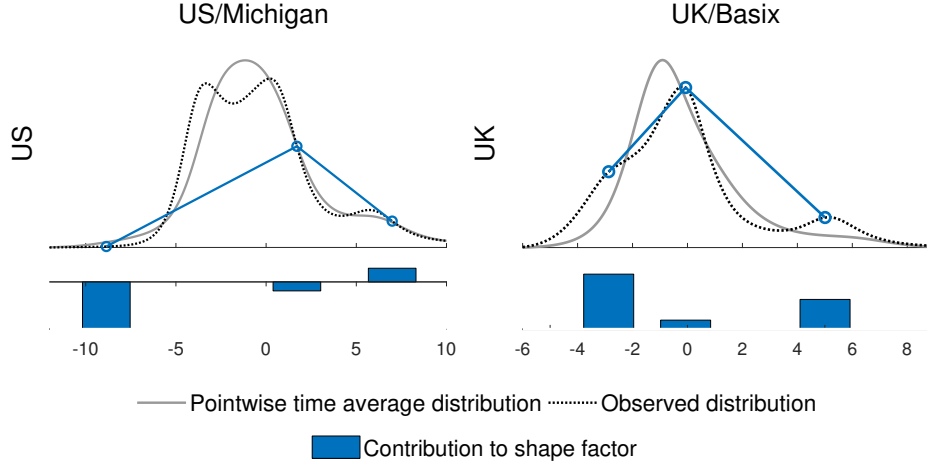 US/Michigan
UK/Basix
US
UK
-10 -5 0 5 10
-6 -4 -2 0 2 4 6 8
Pointwise time average distribution
Observed distribution
Contribution to shape factor